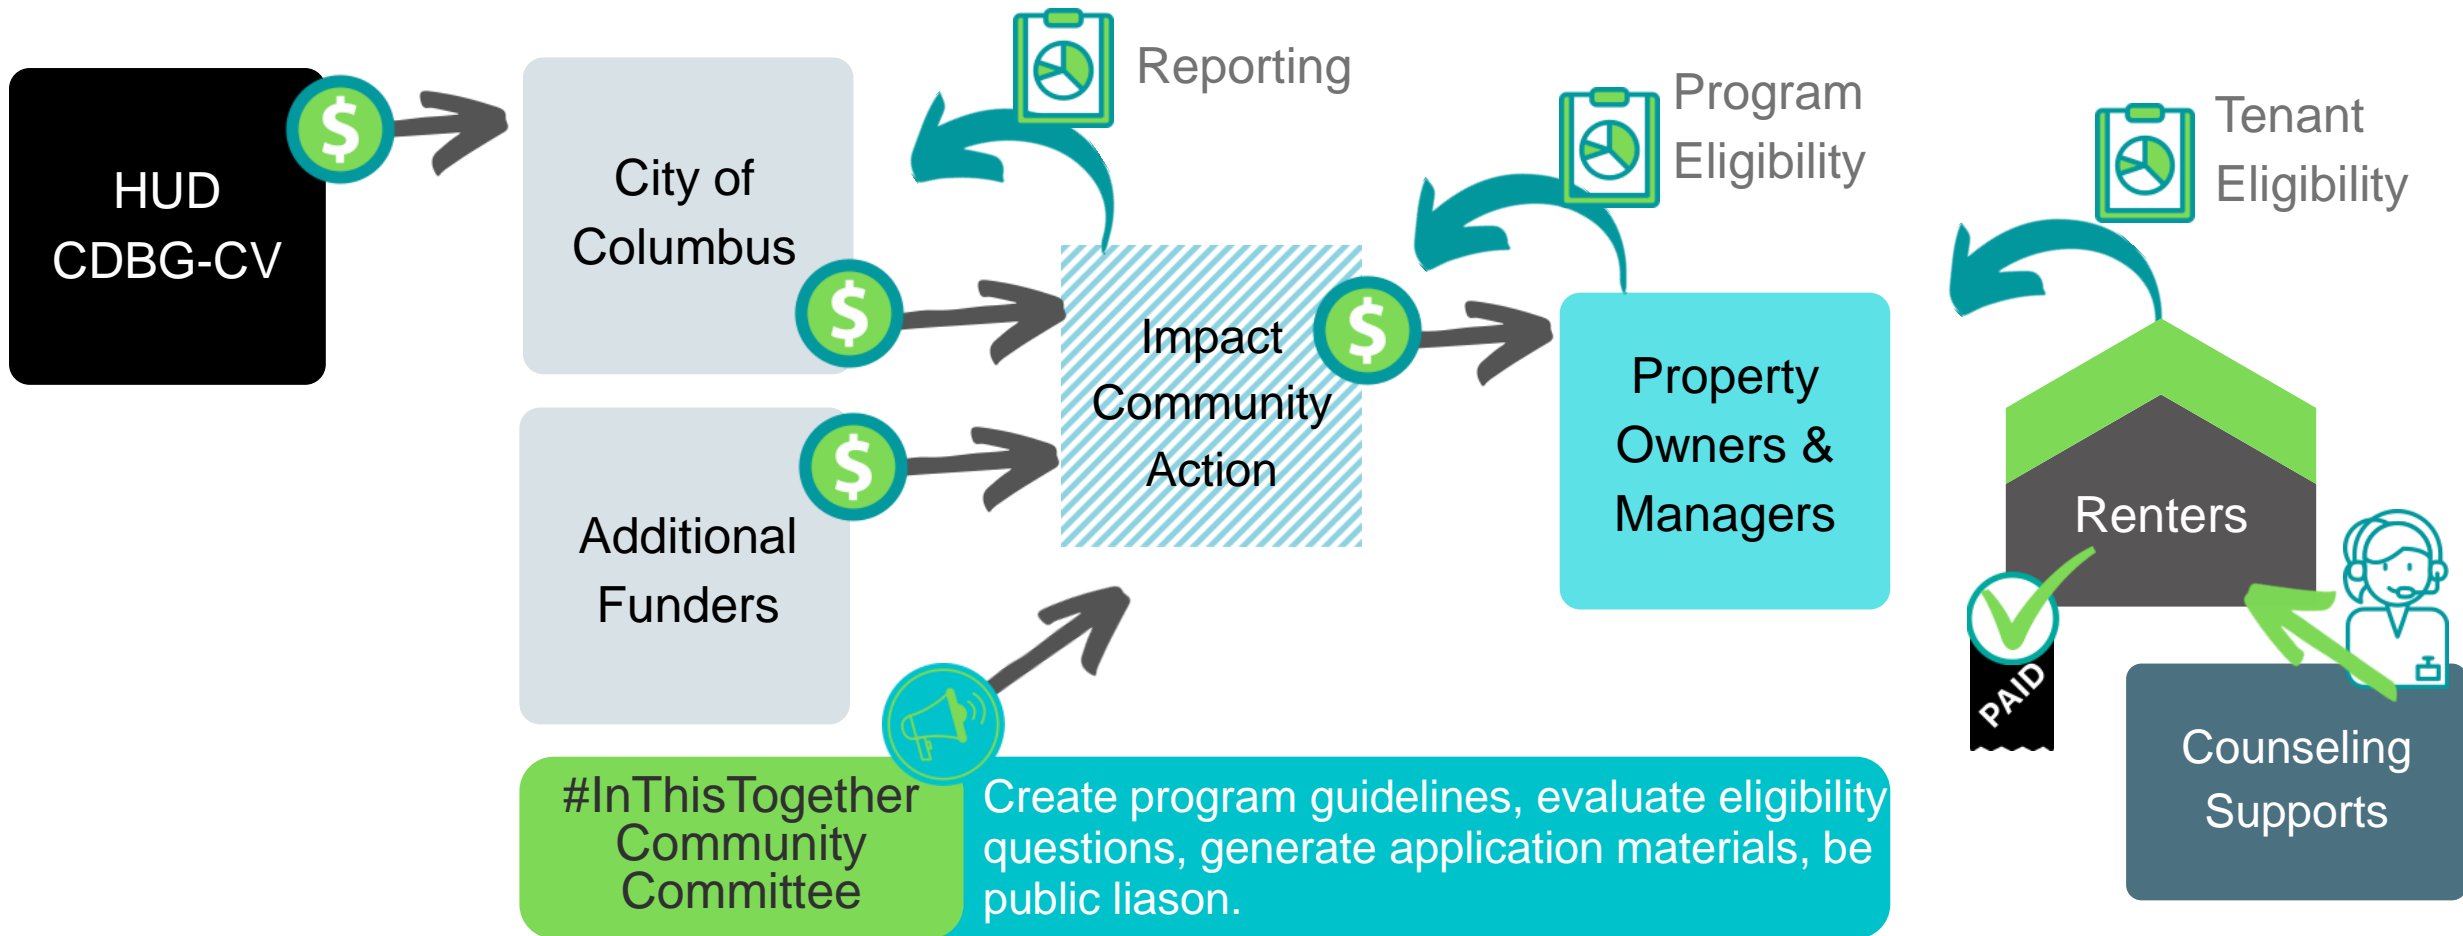 HUD
CDBG-CV
$
City of
Columbus
$
Reporting
Additional
Funders
$
Impact
Community
Action
$
Program
Eligibility
Property
Owners &
Managers
Tenant
Eligibility
Renters
PAID
Counseling
Supports
#InThisTogether
Community
Committee
Create program guidelines, evaluate eligibility
questions, generate application materials, be
public liason.